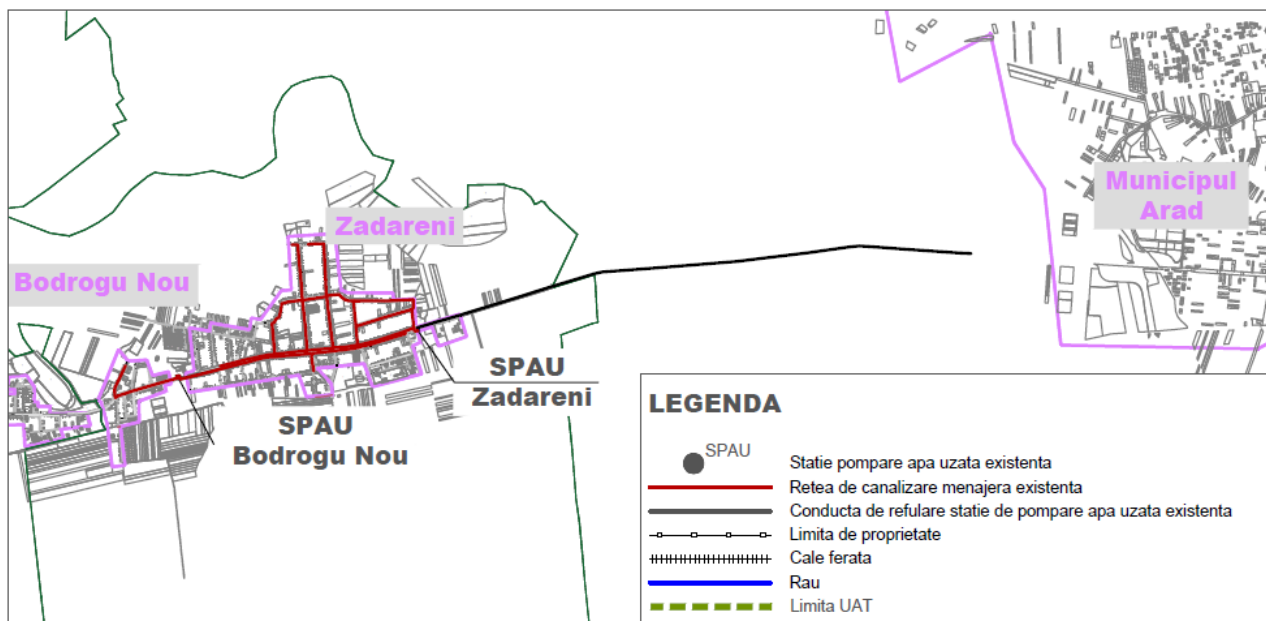 Zadareni
Bodrogu Nou
Municipul
Arad
SPAU
Zadareni
SPAU
Bodrogu Nou
LEGENDA
SPAU
Statie pompare apa uzata existenta
Retea de canalizare menajera existenta
Conducta de refulare statie de pompare apa uzata existenta
Limita de proprietate
Cale ferata
Rau
Limita UAT